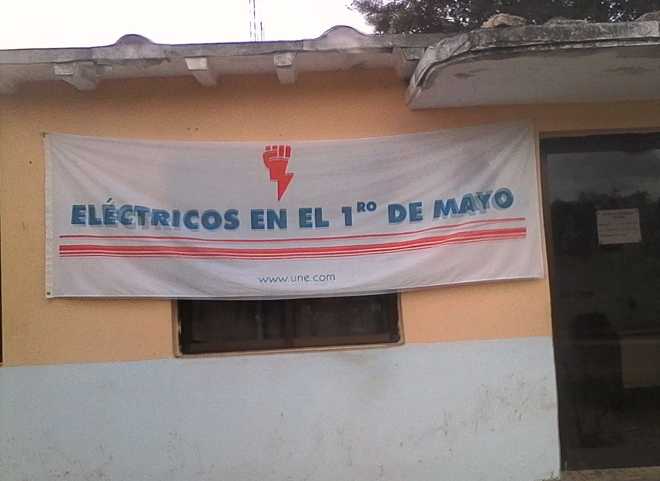 ELÉCTRICOS EN EL 1RO DE MAYO
www.une.com